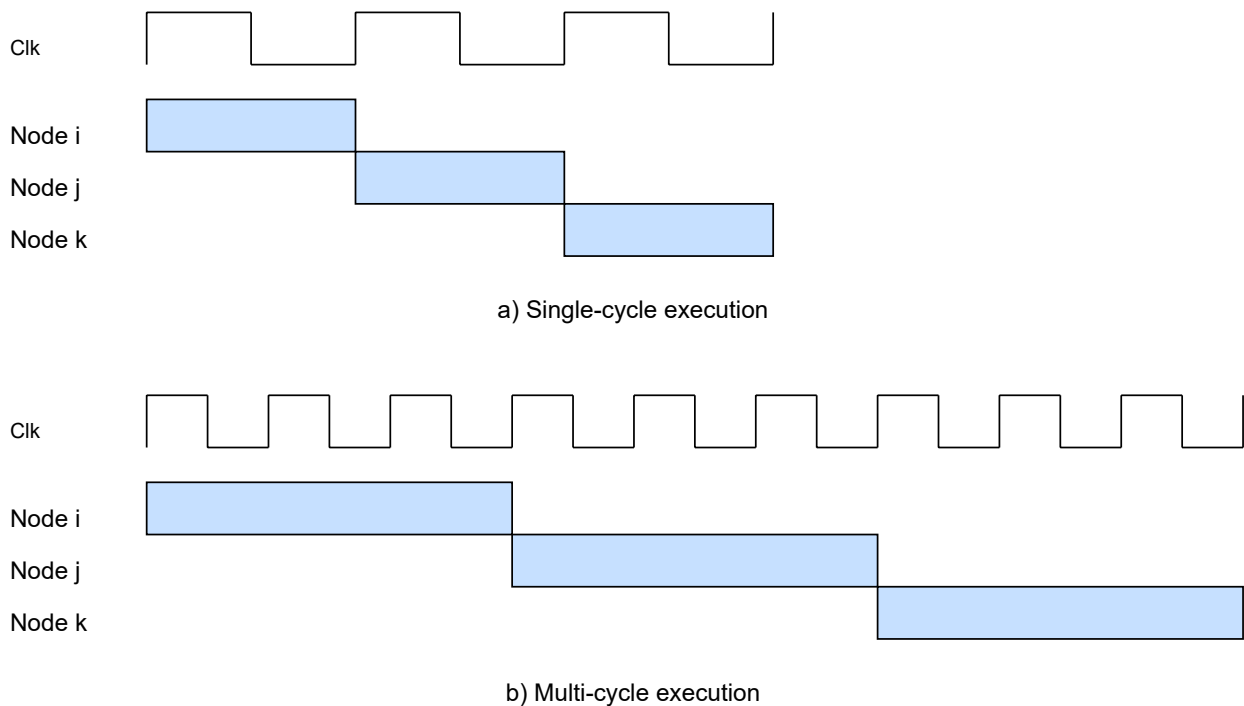 Clk
Node i
Node j
Node k
a) Single-cycle execution
Clk
Node i
Node j
Node k
b) Multi-cycle execution